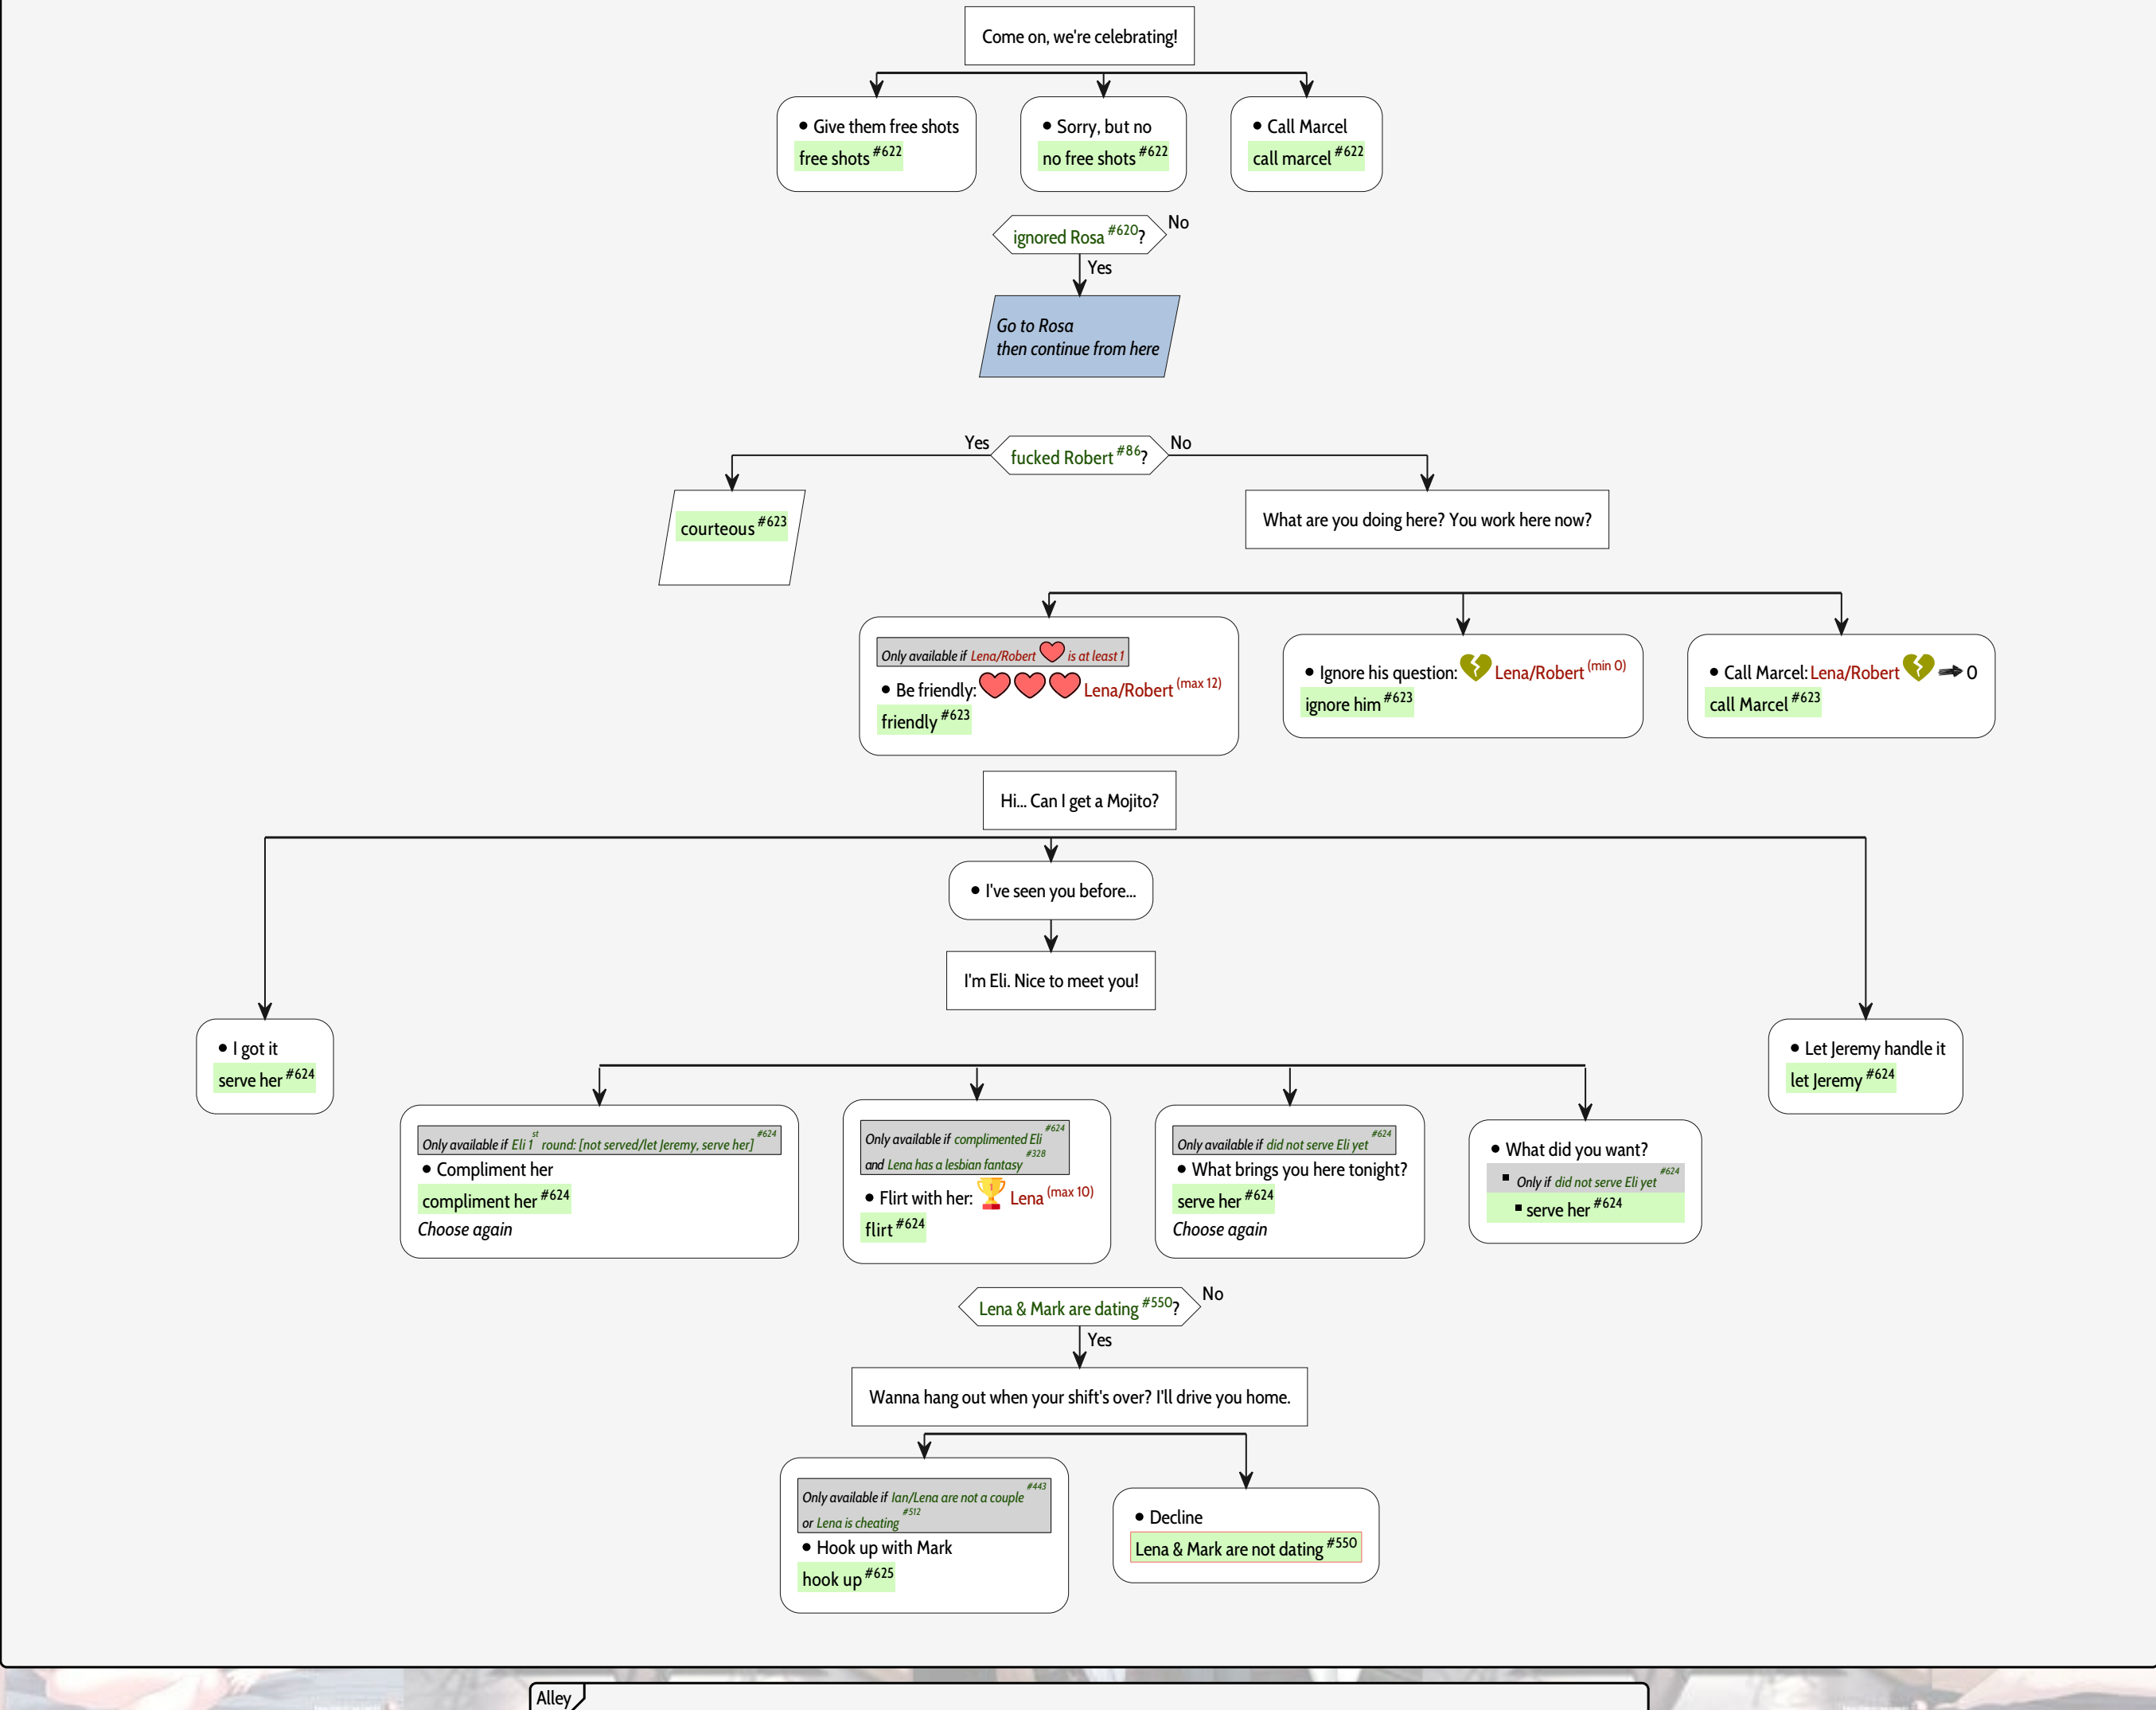 Come on, we're celebrating!
• Give them free shots
free shots #622
• Sorry, but no
no free shots #622
• Call Marcel
call marcel #622
ignored Rosa #620?
No
Yes
Go to Rosa
then continue from here
Yes
fucked Robert #86?
No
courteous #623
What are you doing here? You work here now?
Only available if Lena/Robert ❤ is at least 1
• Be friendly: ❤❤❤ Lena/Robert (max 12)
friendly #623
• Ignore his question: 💔 Lena/Robert (min 0)
ignore him #623
• Call Marcel: Lena/Robert 💔 ➡ 0
call Marcel #623
Hi... Can I get a Mojito?
• I've seen you before...
I'm Eli. Nice to meet you!
• I got it
serve her #624
• Let Jeremy handle it
let Jeremy #624
Only available if Eli 1st round: [not served/let Jeremy, serve her] #624
• Compliment her
compliment her #624
Choose again
Only available if complimented Eli #624
and Lena has a lesbian fantasy #328
• Flirt with her: 🏆 Lena (max 10)
flirt #624
Only available if did not serve Eli yet #624
• What brings you here tonight?
serve her #624
Choose again
• What did you want?
▪ Only if did not serve Eli yet #624
▪ serve her #624
Lena & Mark are dating #550?
No
Yes
Wanna hang out when your shift's over? I'll drive you home.
Only available if Ian/Lena are not a couple #443
or Lena is cheating #512
• Hook up with Mark
hook up #625
• Decline
Lena & Mark are not dating #550
Alley